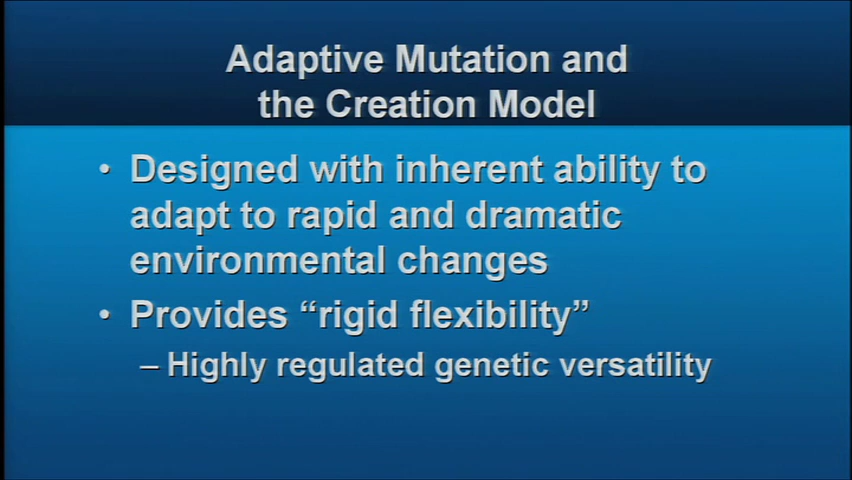 Adaptive Mutation and
the Creation Model
• Designed with inherent ability to
adapt to rapid and dramatic
environmental changes
• Provides “rigid flexibility”
– Highly regulated genetic versatility